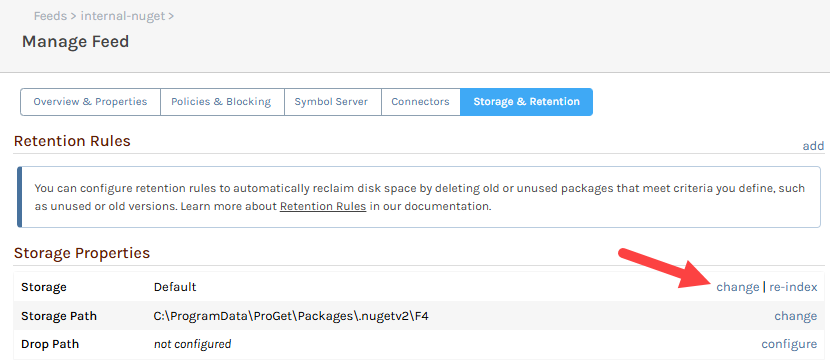 Feeds > internal-nuget >
Manage Feed
Overview & Properties Policies & Blocking Symbol Server Connectors Storage & Retention
Retention Rules add
You can configure retention rules to automatically reclaim disk space by deleting old or unused packages that meet criteria you define, such
as unused or old versions. Learn more about Retention Rules in our documentation.
Storage Properties
Storage Default change | re-index
Storage Path C:\ProgramData\ProGet\Packages\.nugetv2\F4 change
Drop Path not configured configure